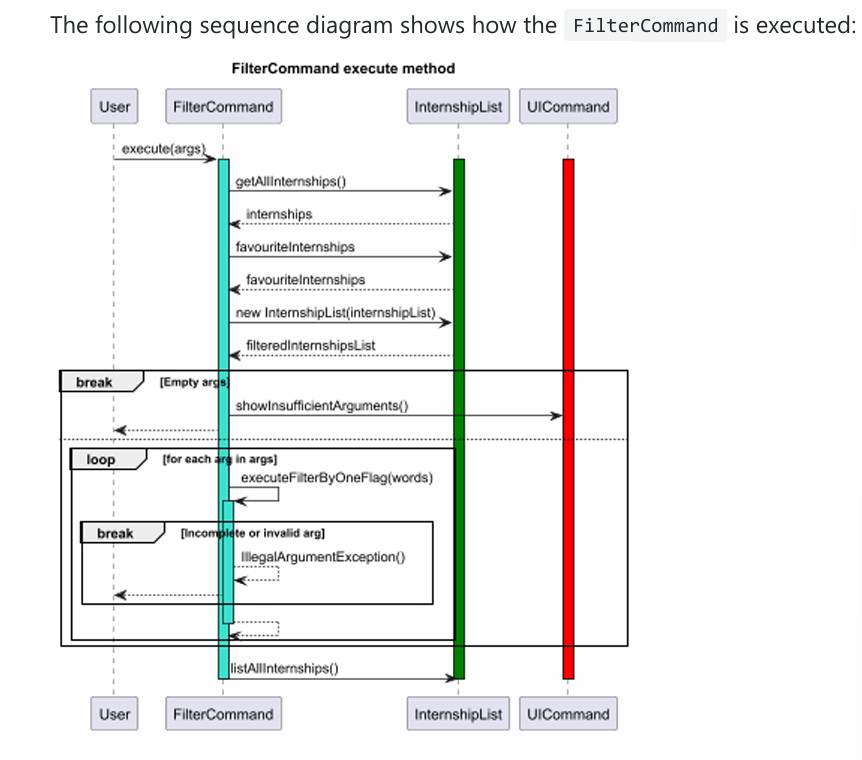 The following sequence diagram shows how the FilterCommand is executed:
FilterCommand execute method
User FilterCommand InternshipList UICommand
execute(args)
getAllInternships()
internships
favouriteInternships
favouriteInternships
new InternshipList(internshipList)
filteredInternshipsList
break [Empty args]
showInsufficientArguments()
loop [for each arg in args]
executeFilterByOneFlag(words)
break [Incomplete or invalid arg]
IllegalArgumentException()
listAllInternships()
User FilterCommand InternshipList UICommand